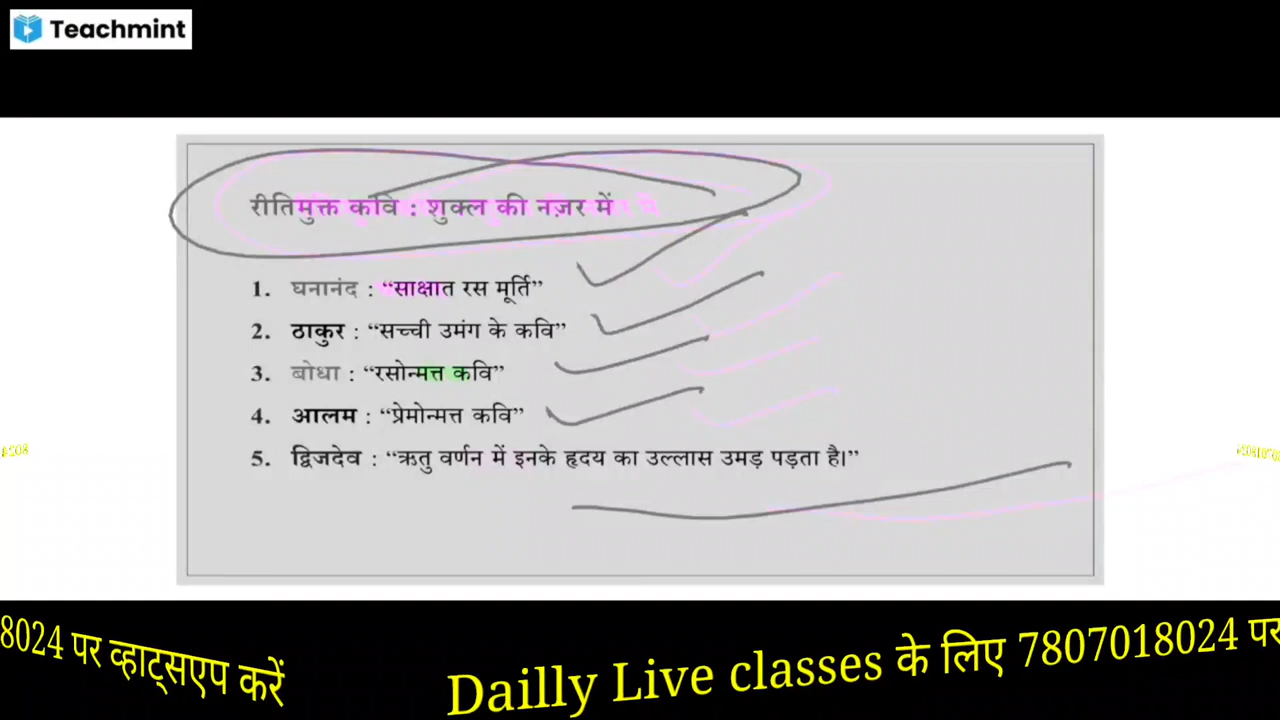 Teachmint
रीतिमुक्त कवि : शुक्ल की नज़र में
1. घनानंद : “साक्षात रस मूर्ति”
2. ठाकुर : “सच्ची उमंग के कवि”
3. बोधा : “रसोन्मत्त कवि”
4. आलम : “प्रेमोन्मत्त कवि”
5. द्विजदेव : “ऋतु वर्णन में इनके हृदय का उल्लास उमड़ पड़ता है।”
8024 पर व्हाट्सएप करें
Dailly Live classes के लिए 7807018024 पर